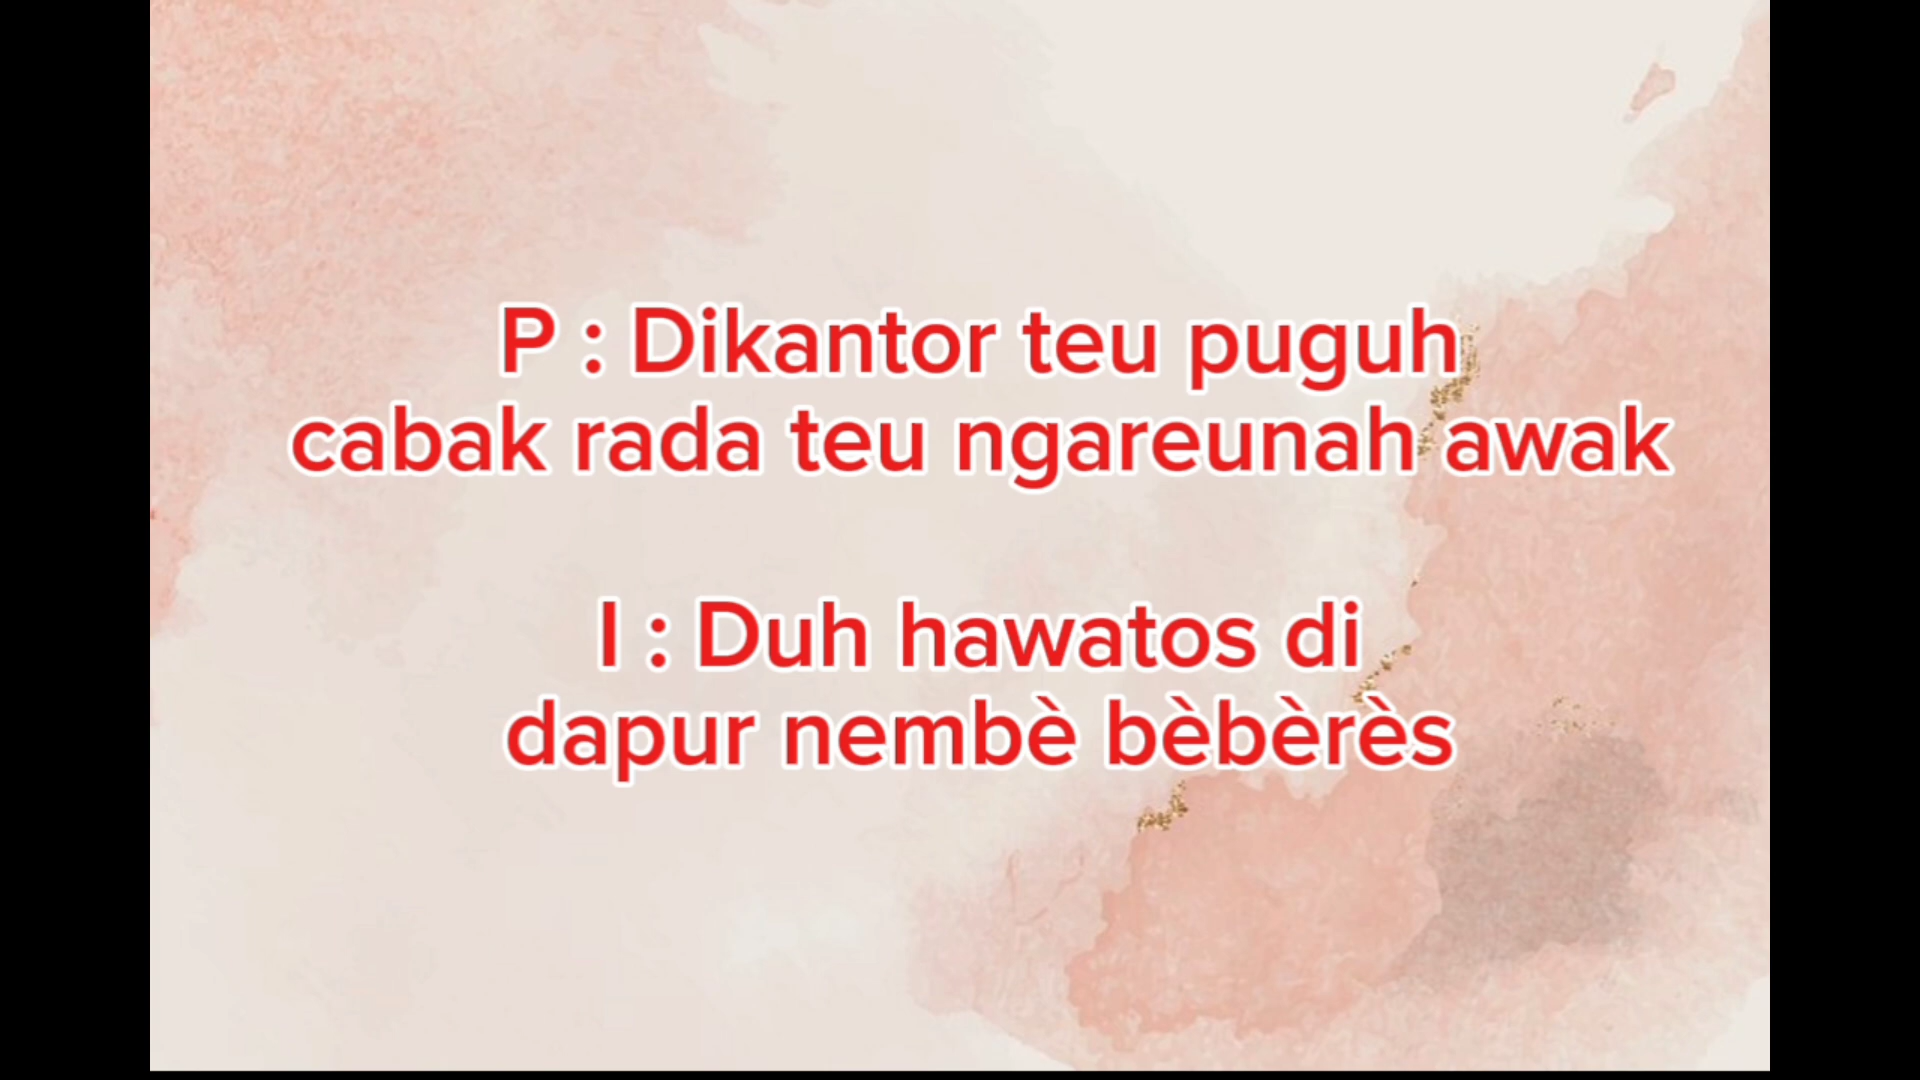 P : Dikantor teu puguh
cabak rada teu ngareunah awak
I : Duh hawatos di
dapur nembè bèbèrès